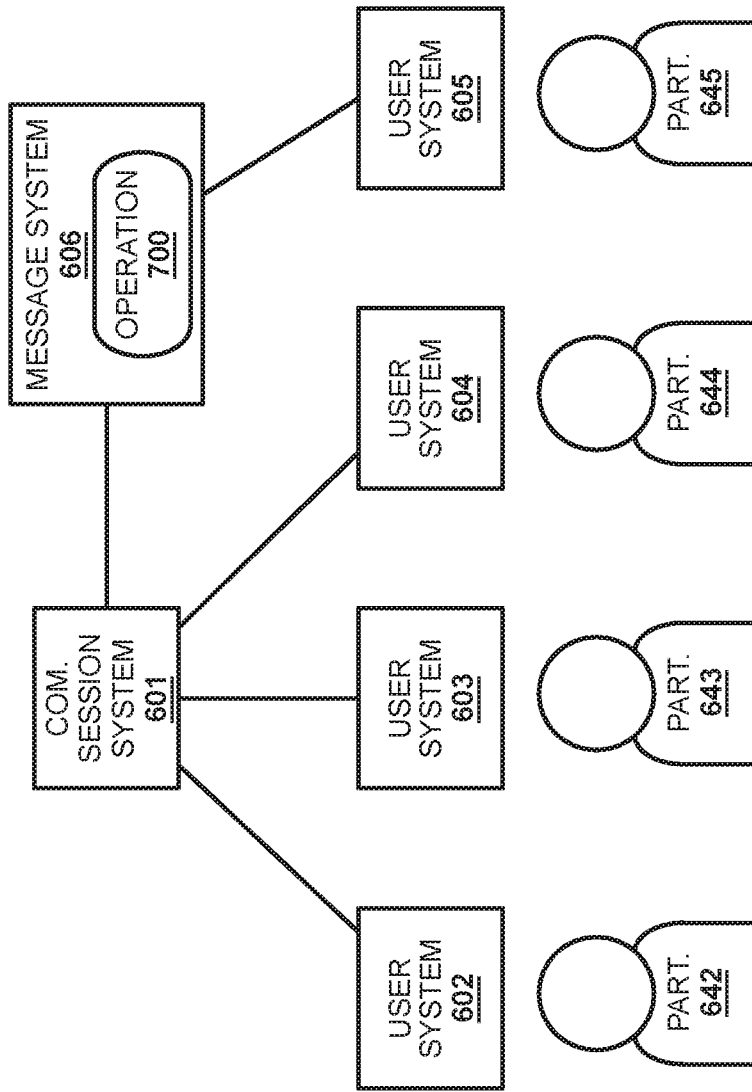 MESSAGE SYSTEM
606
OPERATION
700
COM.
SESSION
SYSTEM
601
USER
SYSTEM
602
USER
SYSTEM
603
USER
SYSTEM
604
USER
SYSTEM
605
PART.
642
PART.
643
PART.
644
PART.
645